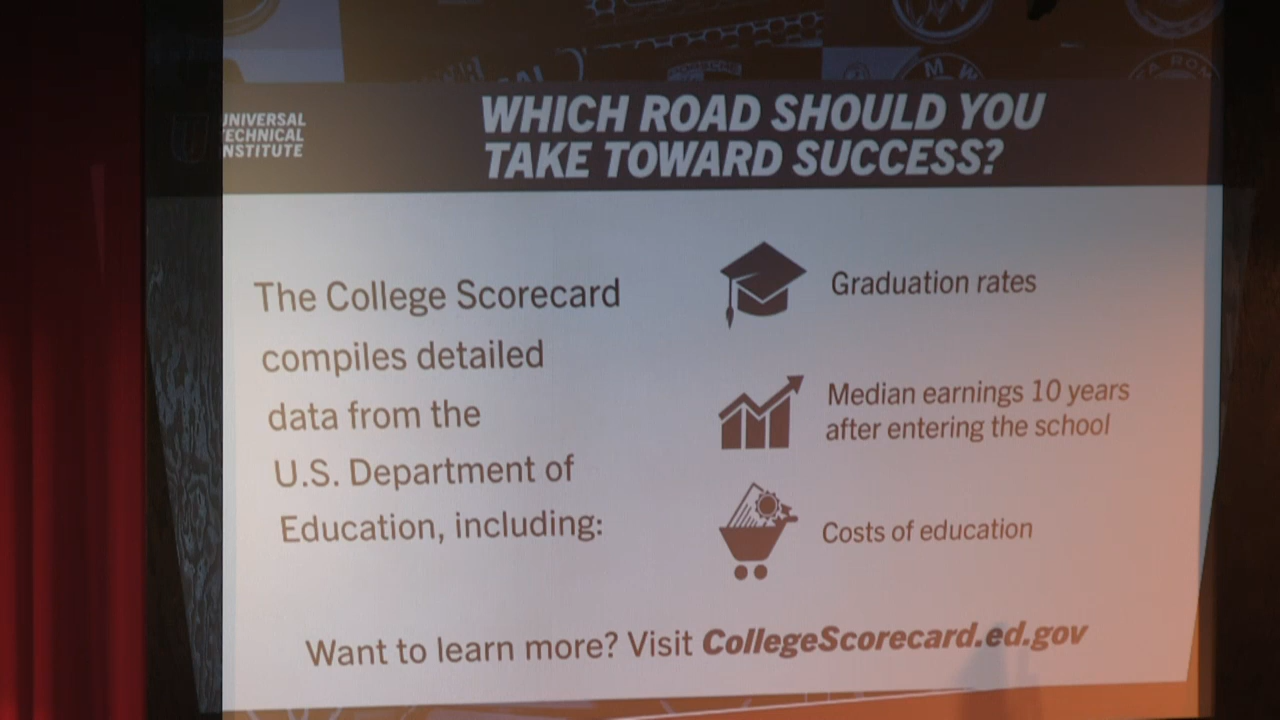 UNIVERSAL
TECHNICAL
INSTITUTE
WHICH ROAD SHOULD YOU
TAKE TOWARD SUCCESS?
The College Scorecard
compiles detailed
data from the
U.S. Department of
Education, including:
Graduation rates
Median earnings 10 years
after entering the school
Costs of education
Want to learn more? Visit CollegeScorecard.ed.gov